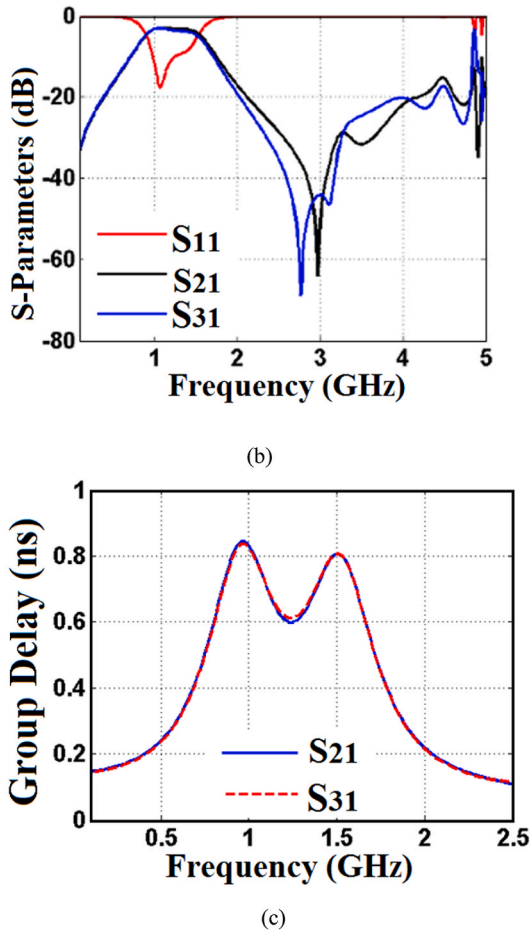 0
-20
-40
-60
-80
S-Parameters (dB)
S11
S21
S31
1 2 3 4 5
Frequency (GHz)
(b)
1
0.8
0.6
0.4
0.2
0
Group Delay (ns)
S21
S31
0.5 1 1.5 2 2.5
Frequency (GHz)
(c)